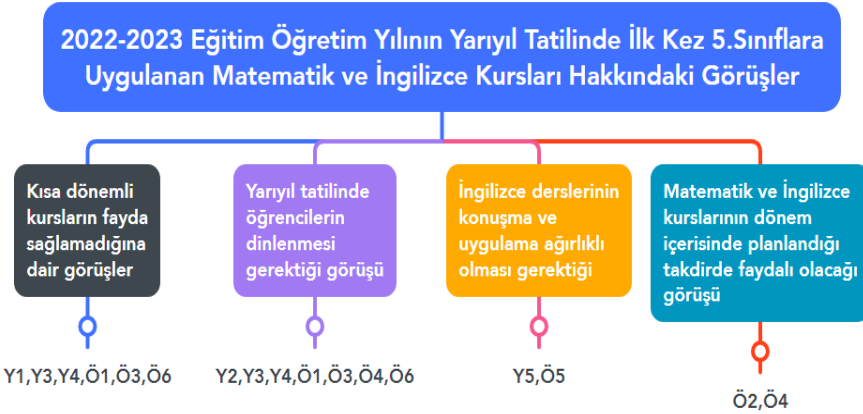 2022-2023 Eğitim Öğretim Yılının Yarıyıl Tatilinde İlk Kez 5.Sınıflara
Uygulanan Matematik ve İngilizce Kursları Hakkındaki Görüşler
Kısa dönemli
kursların fayda
sağlamadığına
dair görüşler
Yarıyıl tatilinde
öğrencilerin
dinlenmesi
gerektiği görüşü
İngilizce derslerinin
konuşma ve
uygulama ağırlıklı
olması gerektiği
Matematik ve İngilizce
kurslarının dönem
içerisinde planlandığı
takdirde faydalı olacağı
görüşü
Y1,Y3,Y4,Ö1,Ö3,Ö6
Y2,Y3,Y4,Ö1,Ö3,Ö4,Ö6
Y5,Ö5
Ö2,Ö4